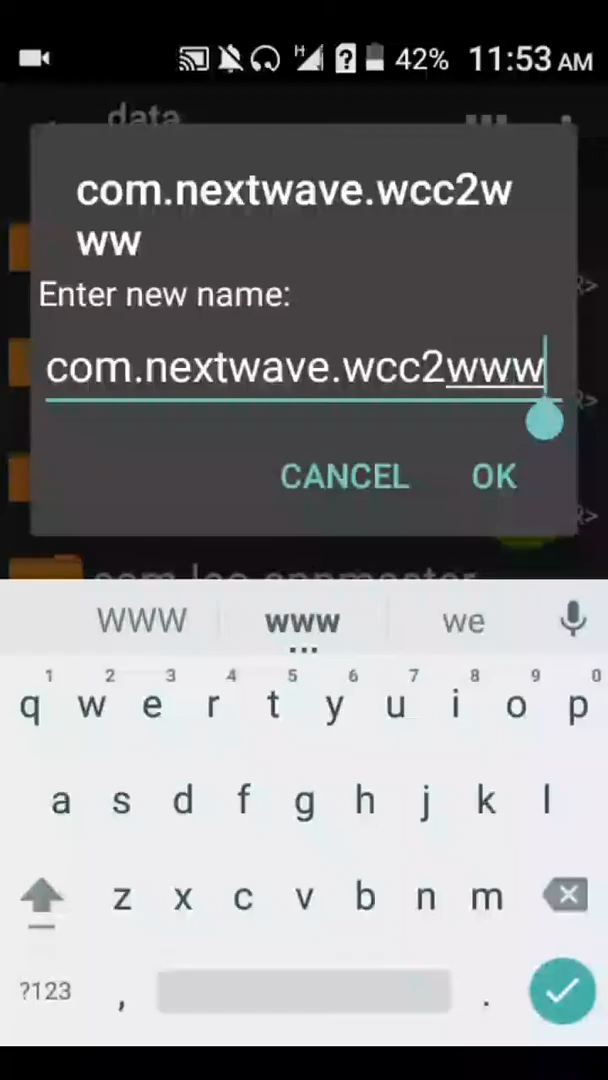 H ? 42% 11:53 AM
data
com.nextwave.wcc2w
ww
Enter new name:
com.nextwave.wcc2www
CANCEL OK
WWW www we
1 2 3 4 5 6 7 8 9 0
q w e r t y u i o p
a s d f g h j k l
z x c v b n m
?123 , .